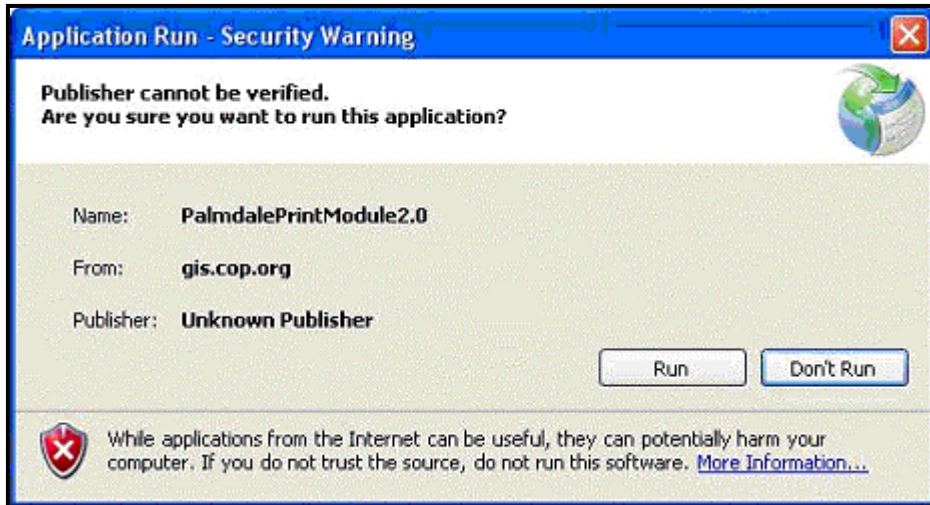 Application Run - Security Warning
Publisher cannot be verified.
Are you sure you want to run this application?
Name: PalmdalePrintModule2.0
From: gis.cop.org
Publisher: Unknown Publisher
Run Don't Run
While applications from the Internet can be useful, they can potentially harm your
computer. If you do not trust the source, do not run this software. More Information...